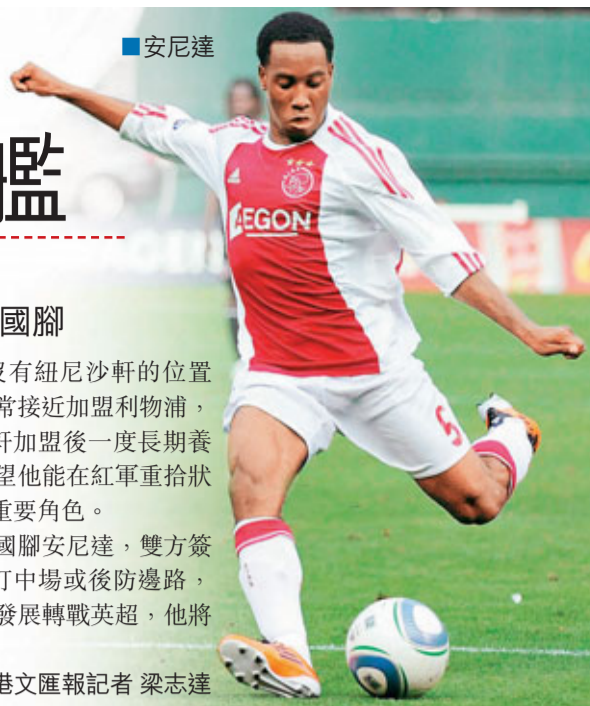 ■安尼達
艦
國腳
沒有紐尼沙軒的位置
常接近加盟利物浦，
軒加盟後一度長期養
望他能在紅軍重拾狀
重要角色。
國腳安尼達，雙方簽
打中場或後防邊路，
發展轉戰英超，他將
港文匯報記者 梁志達
AEGON
5